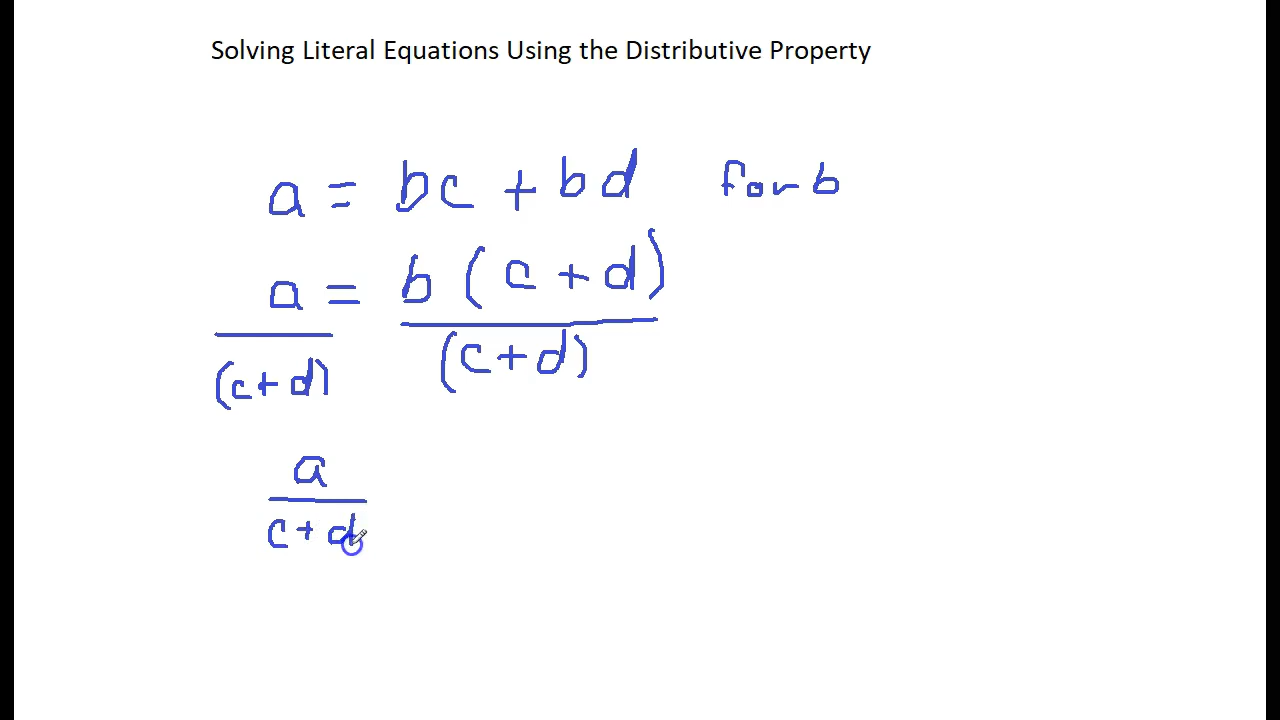 Solving Literal Equations Using the Distributive Property
a = bc + bd for b
a = b (c + d)
(c + d) (c + d)
a
c + d